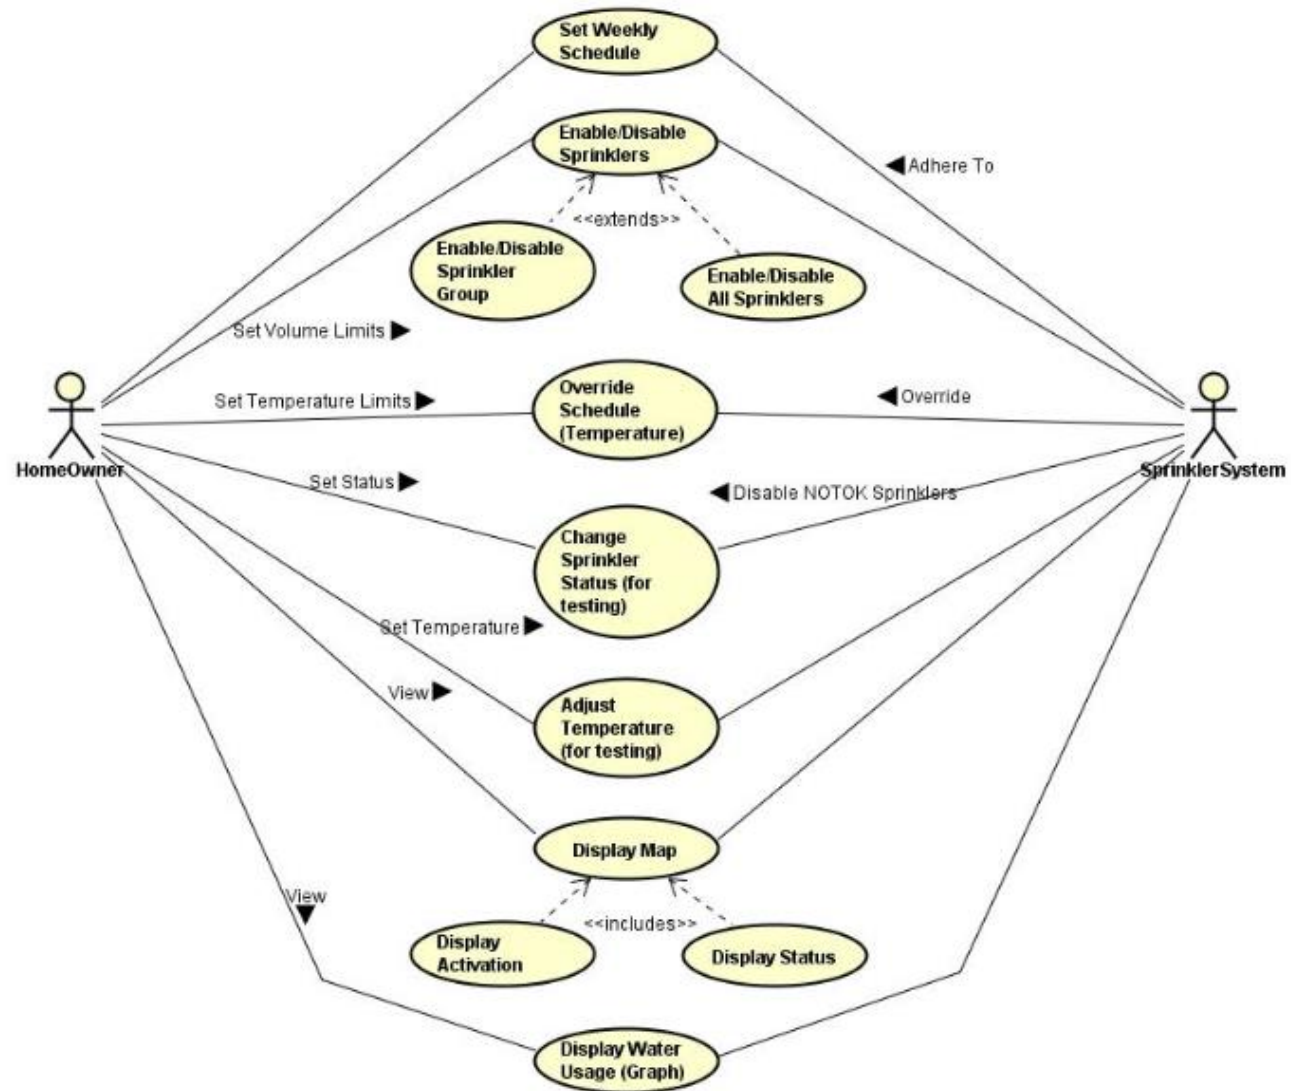 Set Weekly
Schedule
Enable/Disable
Sprinklers
Adhere To
<<extends>>
Enable/Disable
Sprinkler
Group
Enable/Disable
All Sprinklers
Set Volume Limits
Set Temperature Limits
Override
Schedule
(Temperature)
Override
HomeOwner
SprinklerSystem
Set Status
Disable NOTOK Sprinklers
Change
Sprinkler
Status (for
testing)
Set Temperature
View
Adjust
Temperature
(for testing)
Display Map
View
<<includes>>
Display
Activation
Display Status
Display Water
Usage (Graph)